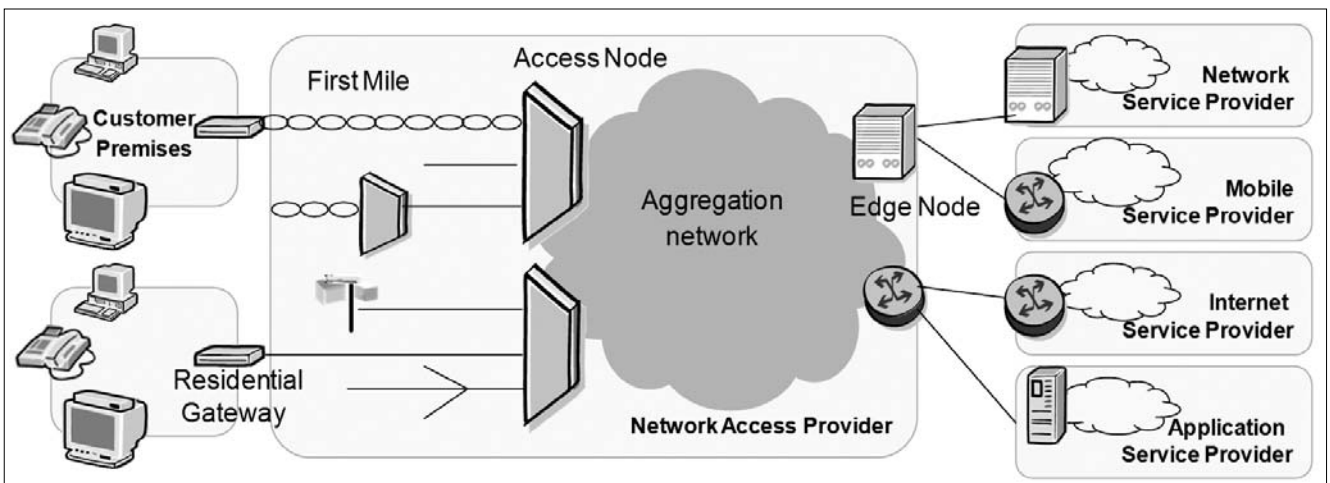 Customer
Premises
First Mile
Access Node
Aggregation
network
Edge Node
Residential
Gateway
Network Access Provider
Network
Service Provider
Mobile
Service Provider
Internet
Service Provider
Application
Service Provider